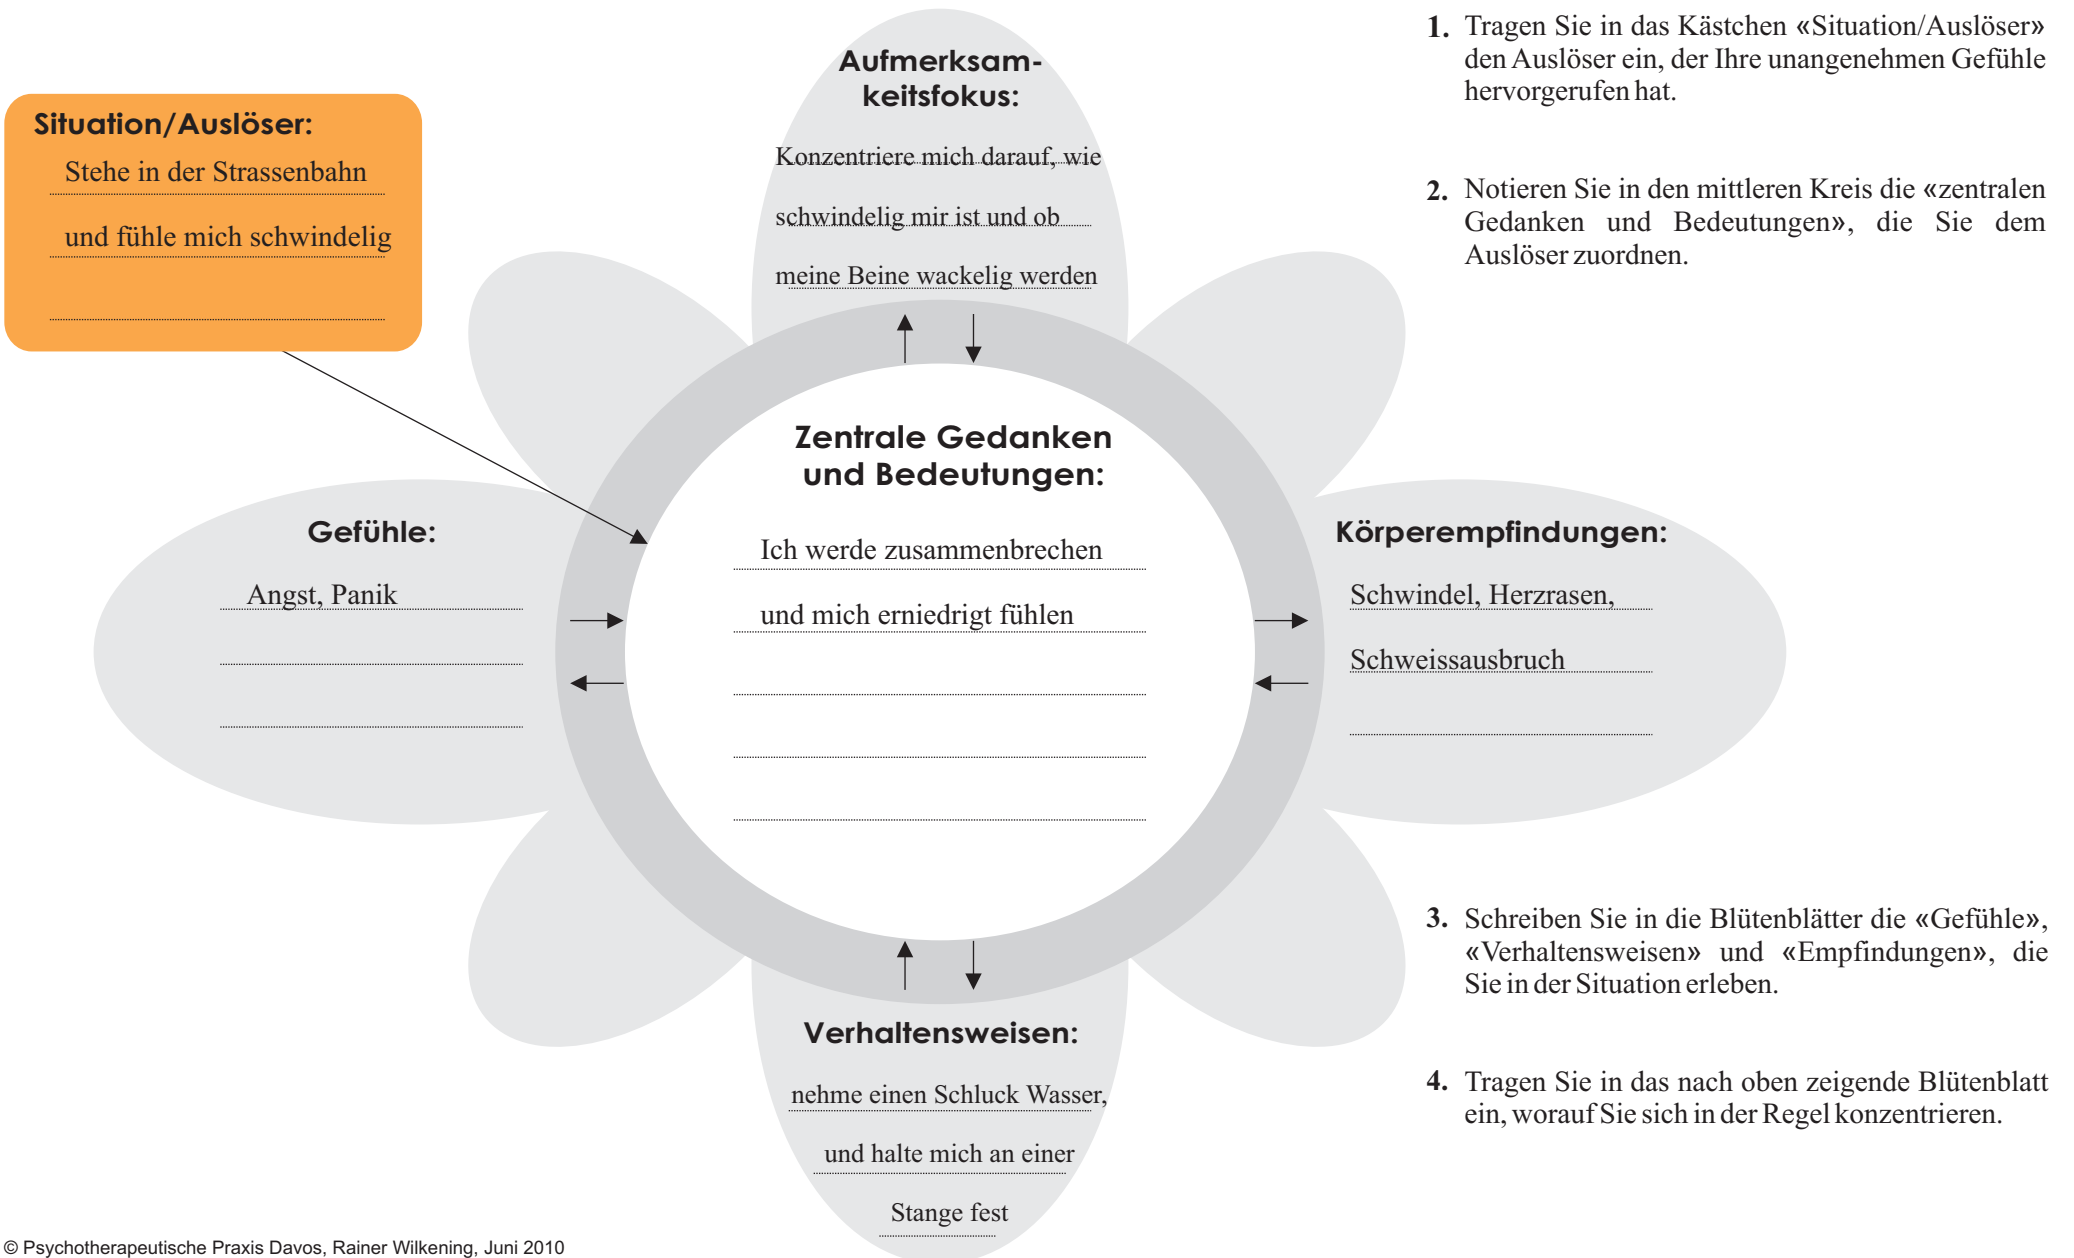 Situation/Auslöser:
Stehe in der Strassenbahn
und fühle mich schwindelig
Aufmerksam-
keitsfokus:
Konzentriere mich darauf, wie
schwindelig mir ist und ob
meine Beine wackelig werden
1. Tragen Sie in das Kästchen «Situation/Auslöser»
den Auslöser ein, der Ihre unangenehmen Gefühle
hervorgerufen hat.
2. Notieren Sie in den mittleren Kreis die «zentralen
Gedanken und Bedeutungen», die Sie dem
Auslöser zuordnen.
Gefühle:
Angst, Panik
Zentrale Gedanken
und Bedeutungen:
Ich werde zusammenbrechen
und mich erniedrigt fühlen
Körperempfindungen:
Schwindel, Herzrasen,
Schweissausbruch
Verhaltensweisen:
nehme einen Schluck Wasser,
und halte mich an einer
Stange fest
3. Schreiben Sie in die Blütenblätter die «Gefühle»,
«Verhaltensweisen» und «Empfindungen», die
Sie in der Situation erleben.
4. Tragen Sie in das nach oben zeigende Blütenblatt
ein, worauf Sie sich in der Regel konzentrieren.
© Psychotherapeutische Praxis Davos, Rainer Wilkening, Juni 2010